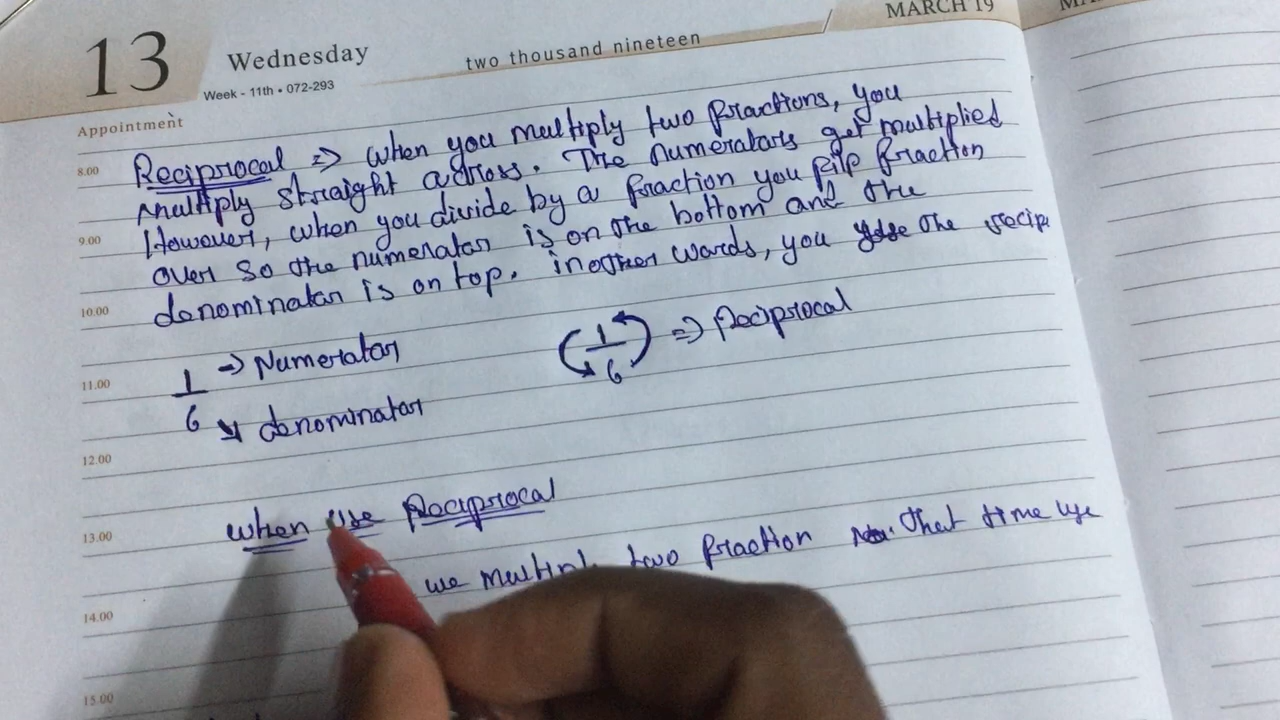 MARCH 19
13 Wednesday two thousand nineteen
Week - 11th • 072-293
Appointment
Reciprocal => When you multiply two fractions, you
8.00
multiply straight across. The numerators get multiplied
However, when you divide by a fraction you flip fraction
9.00
over so the numerator is on the bottom and the
denominator is on top. in other words, you use the recip
10.00
1 -> Numerator
6 denominator
1
6 => Reciprocal
11.00
12.00
when use Reciprocal
13.00
we multiply two fraction That time use
14.00
15.00